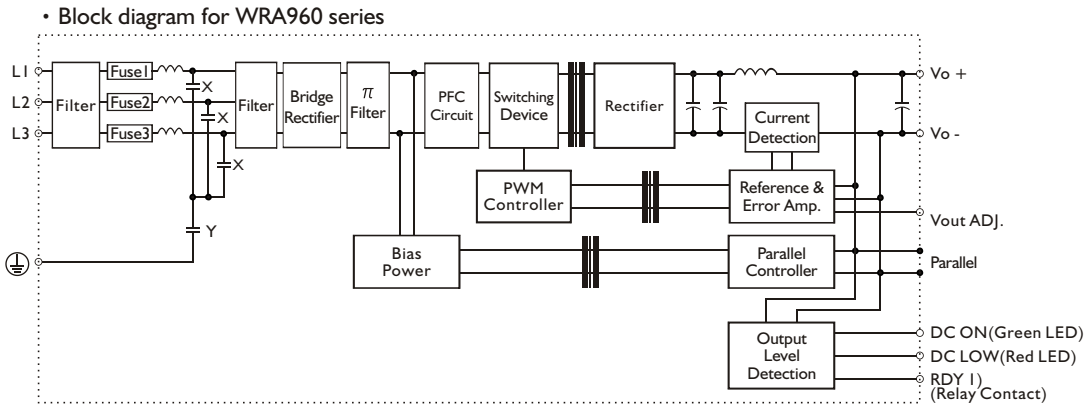 • Block diagram for WRA960 series
L1
L2
L3
Filter
Fuse1
Fuse2
Fuse3
X
X
X
Y
Filter
Bridge
Rectifier
π
Filter
PFC
Circuit
Switching
Device
Rectifier
Current
Detection
Vo +
Vo -
PWM
Controller
Reference &
Error Amp.
Vout ADJ.
Bias
Power
Parallel
Controller
Parallel
Output
Level
Detection
DC ON(Green LED)
DC LOW(Red LED)
RDY 1)
(Relay Contact)